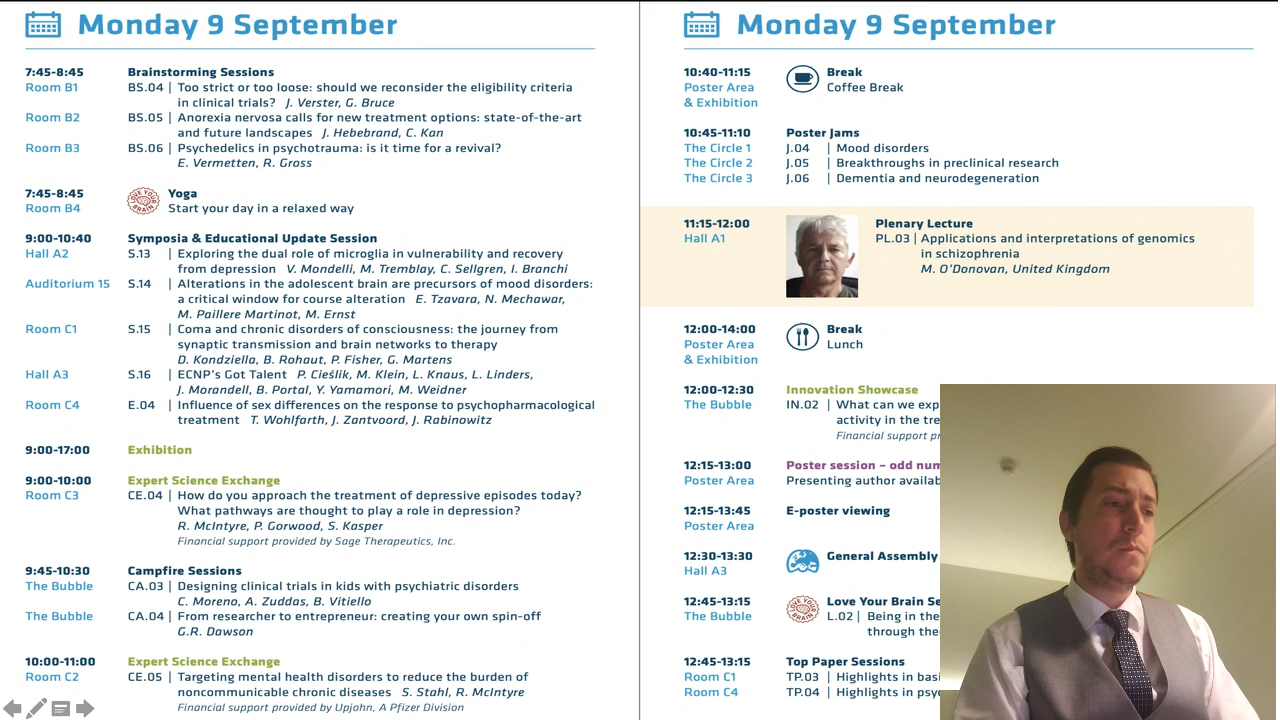 Monday 9 September
7:45-8:45 Brainstorming Sessions
Room B1 BS.04 | Too strict or too loose: should we reconsider the eligibility criteria
in clinical trials? J. Verster, G. Bruce
Room B2 BS.05 | Anorexia nervosa calls for new treatment options: state-of-the-art
and future landscapes J. Hebebrand, C. Kan
Room B3 BS.06 | Psychedelics in psychotrauma: is it time for a revival?
E. Vermetten, R. Gross
7:45-8:45 Yoga
Room B4 LOVE YOUR BRAIN Start your day in a relaxed way
9:00-10:40 Symposia & Educational Update Session
Hall A2 S.13 | Exploring the dual role of microglia in vulnerability and recovery
from depression V. Mondelli, M. Tremblay, C. Sellgren, I. Branchi
Auditorium 15 S.14 | Alterations in the adolescent brain are precursors of mood disorders:
a critical window for course alteration E. Tzavara, N. Mechawar,
M. Paillere Martinot, M. Ernst
Room C1 S.15 | Coma and chronic disorders of consciousness: the journey from
synaptic transmission and brain networks to therapy
D. Kondziella, B. Rohaut, P. Fisher, G. Martens
Hall A3 S.16 | ECNP's Got Talent P. Cieślik, M. Klein, L. Knaus, L. Linders,
J. Morandell, B. Portal, Y. Yamamori, M. Weidner
Room C4 E.04 | Influence of sex differences on the response to psychopharmacological
treatment T. Wohlfarth, J. Zantvoord, J. Rabinowitz
9:00-17:00 Exhibition
9:00-10:00 Expert Science Exchange
Room C3 CE.04 | How do you approach the treatment of depressive episodes today?
What pathways are thought to play a role in depression?
R. McIntyre, P. Gorwood, S. Kasper
Financial support provided by Sage Therapeutics, Inc.
9:45-10:30 Campfire Sessions
The Bubble CA.03 | Designing clinical trials in kids with psychiatric disorders
C. Moreno, A. Zuddas, B. Vitiello
The Bubble CA.04 | From researcher to entrepreneur: creating your own spin-off
G.R. Dawson
10:00-11:00 Expert Science Exchange
Room C2 CE.05 | Targeting mental health disorders to reduce the burden of
noncommunicable chronic diseases S. Stahl, R. McIntyre
Financial support provided by Upjohn, A Pfizer Division
Monday 9 September
10:40-11:15 Break
Poster Area Coffee Break
& Exhibition
10:45-11:10 Poster Jams
The Circle 1 J.04 | Mood disorders
The Circle 2 J.05 | Breakthroughs in preclinical research
The Circle 3 J.06 | Dementia and neurodegeneration
11:15-12:00 Plenary Lecture
Hall A1 PL.03 | Applications and interpretations of genomics
in schizophrenia
M. O'Donovan, United Kingdom
12:00-14:00 Break
Poster Area Lunch
& Exhibition
12:00-12:30 Innovation Showcase
The Bubble IN.02 | What can we exp
activity in the tre
Financial support pr
12:15-13:00 Poster session – odd num
Poster Area Presenting author availab
12:15-13:45 E-poster viewing
Poster Area
12:30-13:30 General Assembly
Hall A3
12:45-13:15 LOVE YOUR BRAIN Love Your Brain Se
The Bubble L.02 | Being in the
through the
12:45-13:15 Top Paper Sessions
Room C1 TP.03 | Highlights in basi
Room C4 TP.04 | Highlights in psy